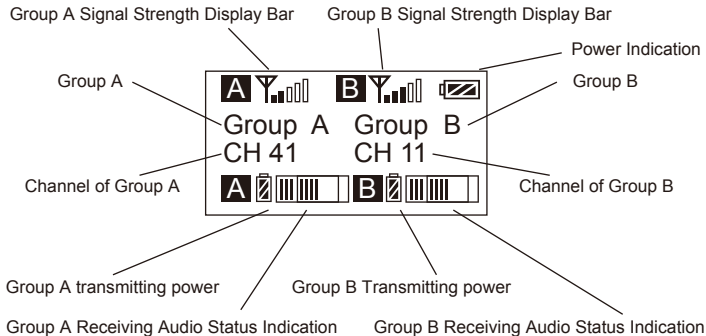 Group A Signal Strength Display Bar
Group B Signal Strength Display Bar
Power Indication
Group A
Group B
A B
Group A Group B
CH 41 CH 11
Channel of Group A
Channel of Group B
A B
Group A transmitting power
Group B Transmitting power
Group A Receiving Audio Status Indication
Group B Receiving Audio Status Indication